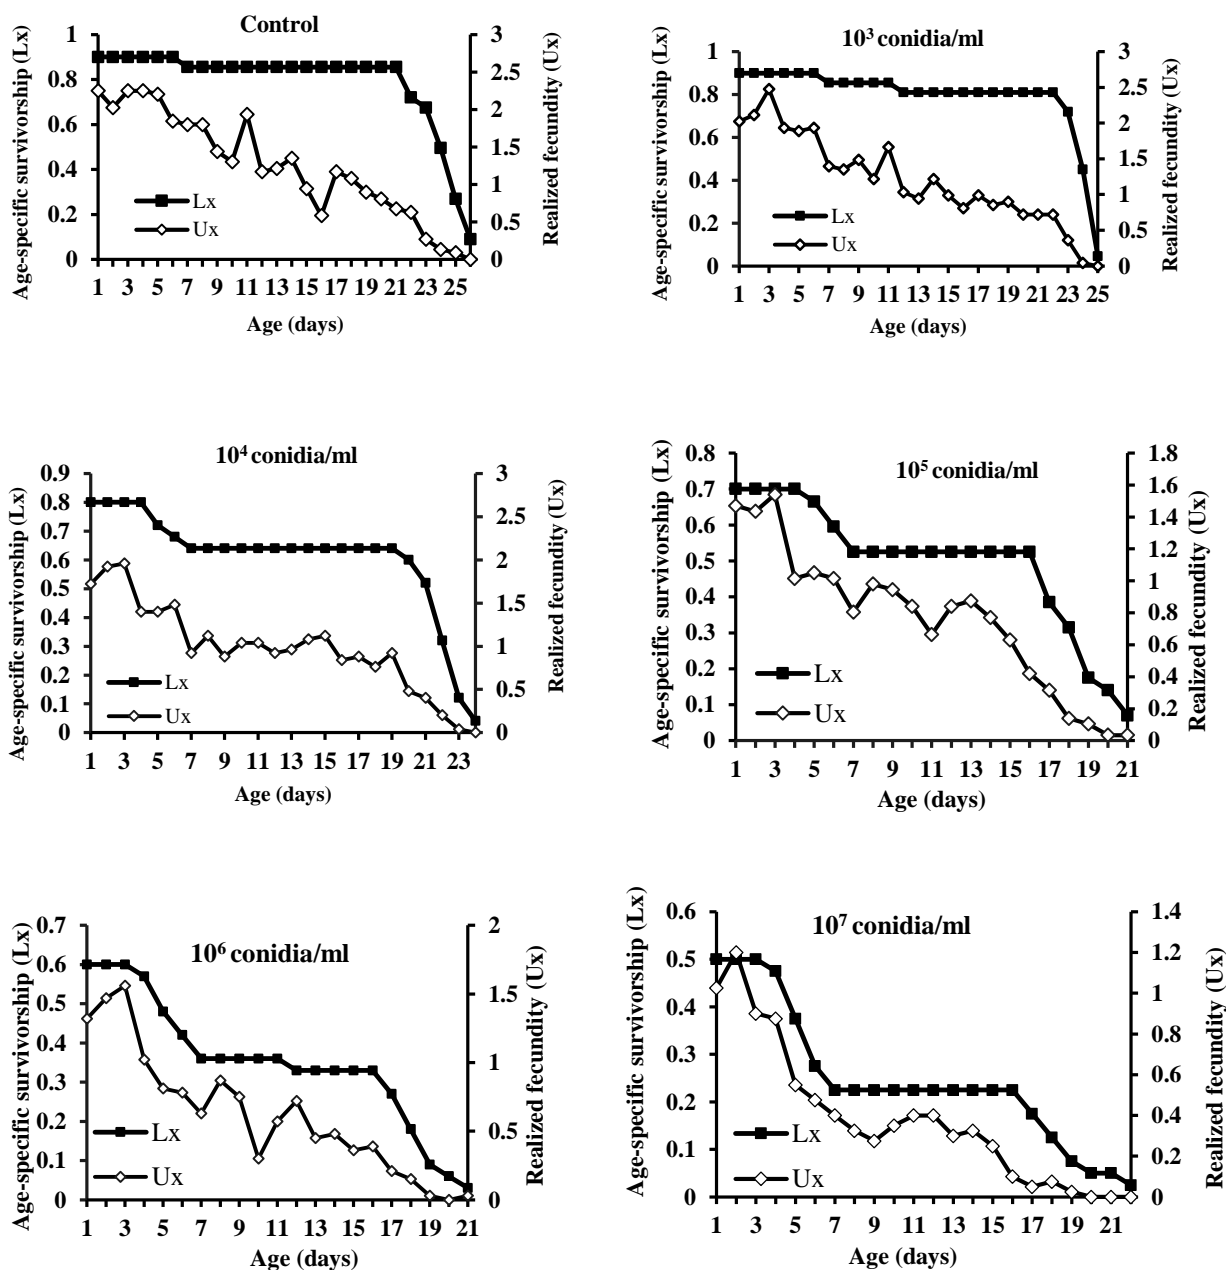 Control
Age-specific survivorship (Lx)
1
0.8
0.6
0.4
0.2
0
3
2.5
2
1.5
1
0.5
0
Realized fecundity (Ux)
Lx
Ux
1 3 5 7 9 11 13 15 17 19 21 23 25
Age (days)
10³ conidia/ml
Age-specific survivorship (Lx)
1
0.8
0.6
0.4
0.2
0
3
2.5
2
1.5
1
0.5
0
Realized fecundity (Ux)
Lx
Ux
1 3 5 7 9 11 13 15 17 19 21 23 25
Age (days)
10⁴ conidia/ml
Age-specific survivorship (Lx)
0.9
0.8
0.7
0.6
0.5
0.4
0.3
0.2
0.1
0
3
2.5
2
1.5
1
0.5
0
Realized fecundity (Ux)
Lx
Ux
1 3 5 7 9 11 13 15 17 19 21 23
Age (days)
10⁵ conidia/ml
Age-specific survivorship (Lx)
0.8
0.7
0.6
0.5
0.4
0.3
0.2
0.1
0
1.8
1.6
1.4
1.2
1
0.8
0.6
0.4
0.2
0
Realized fecundity (Ux)
Lx
Ux
1 3 5 7 9 11 13 15 17 19 21
Age (days)
10⁶ conidia/ml
Age-specific survivorship (Lx)
0.7
0.6
0.5
0.4
0.3
0.2
0.1
0
2
1.5
1
0.5
0
Realized fecundity (Ux)
Lx
Ux
1 3 5 7 9 11 13 15 17 19 21
Age (days)
10⁷ conidia/ml
Age-specific survivorship (Lx)
0.6
0.5
0.4
0.3
0.2
0.1
0
1.4
1.2
1
0.8
0.6
0.4
0.2
0
Realized fecundity (Ux)
Lx
Ux
1 3 5 7 9 11 13 15 17 19 21
Age (days)